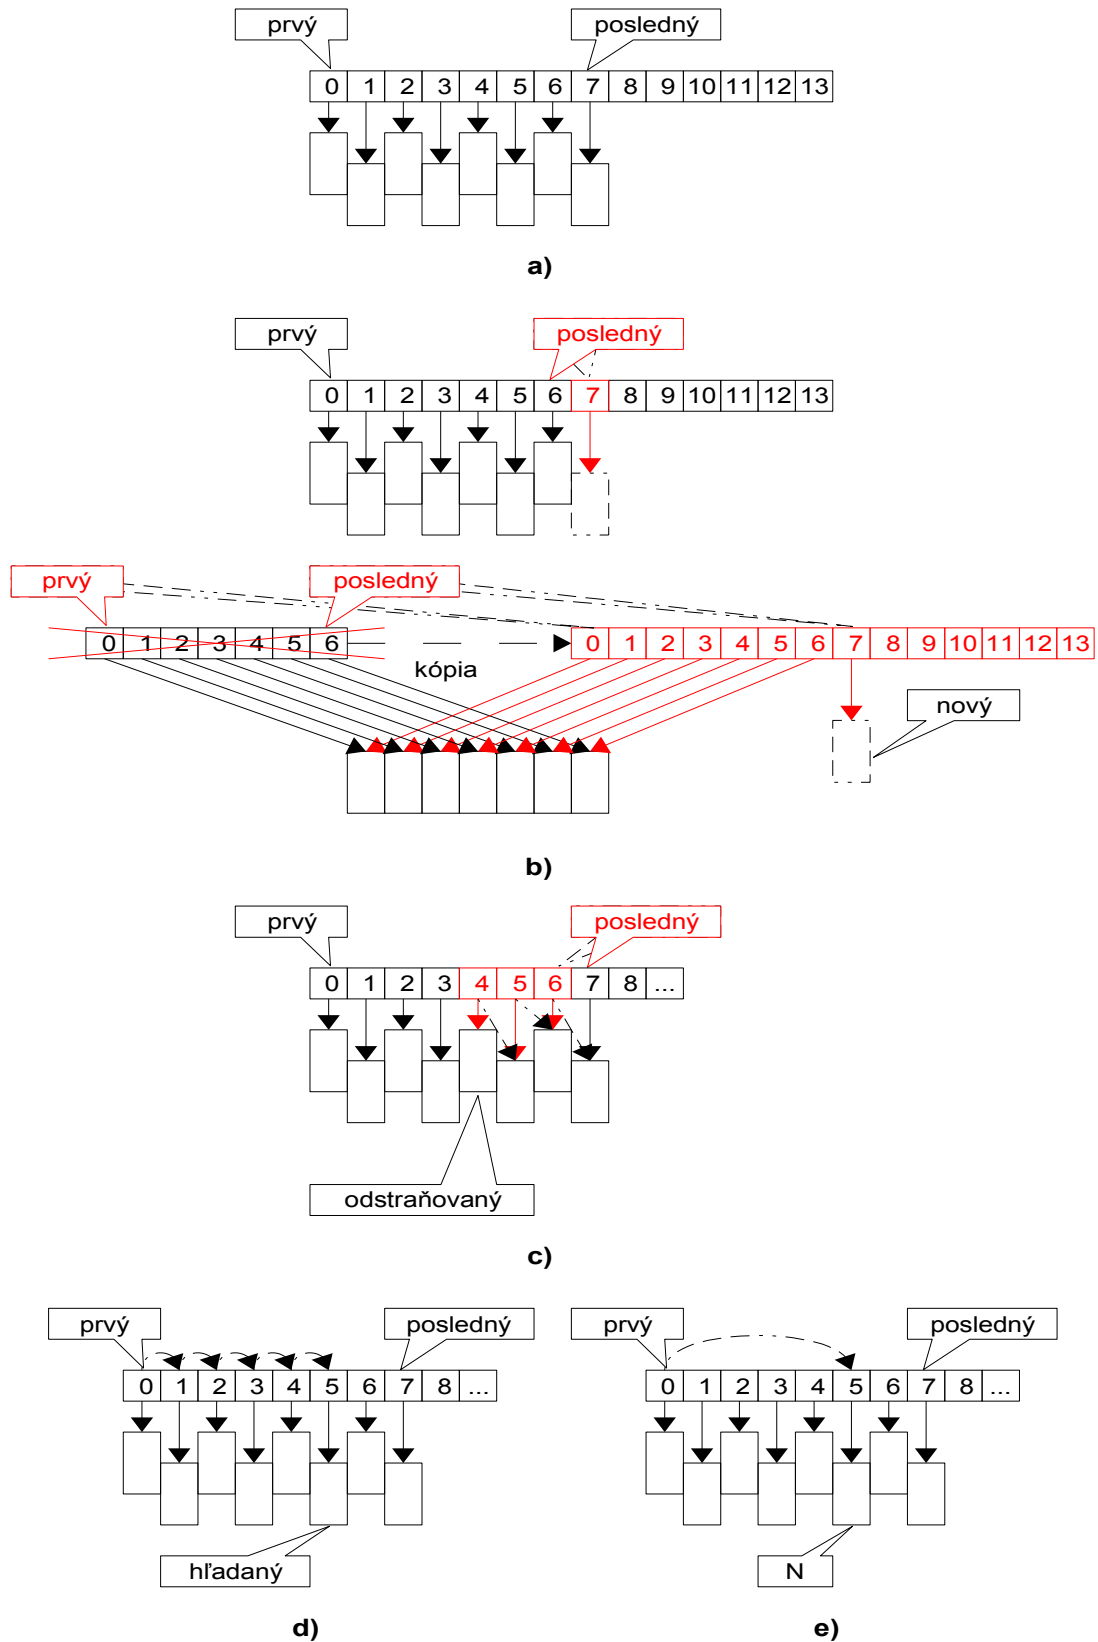 prvý posledný
0 1 2 3 4 5 6 7 8 9 10 11 12 13
a)
prvý posledný
0 1 2 3 4 5 6 7 8 9 10 11 12 13
prvý posledný
0 1 2 3 4 5 6 0 1 2 3 4 5 6 7 8 9 10 11 12 13
kópia
nový
b)
prvý posledný
0 1 2 3 4 5 6 7 8 ...
odstraňovaný
c)
prvý posledný prvý posledný
0 1 2 3 4 5 6 7 8 ... 0 1 2 3 4 5 6 7 8 ...
hľadaný N
d) e)